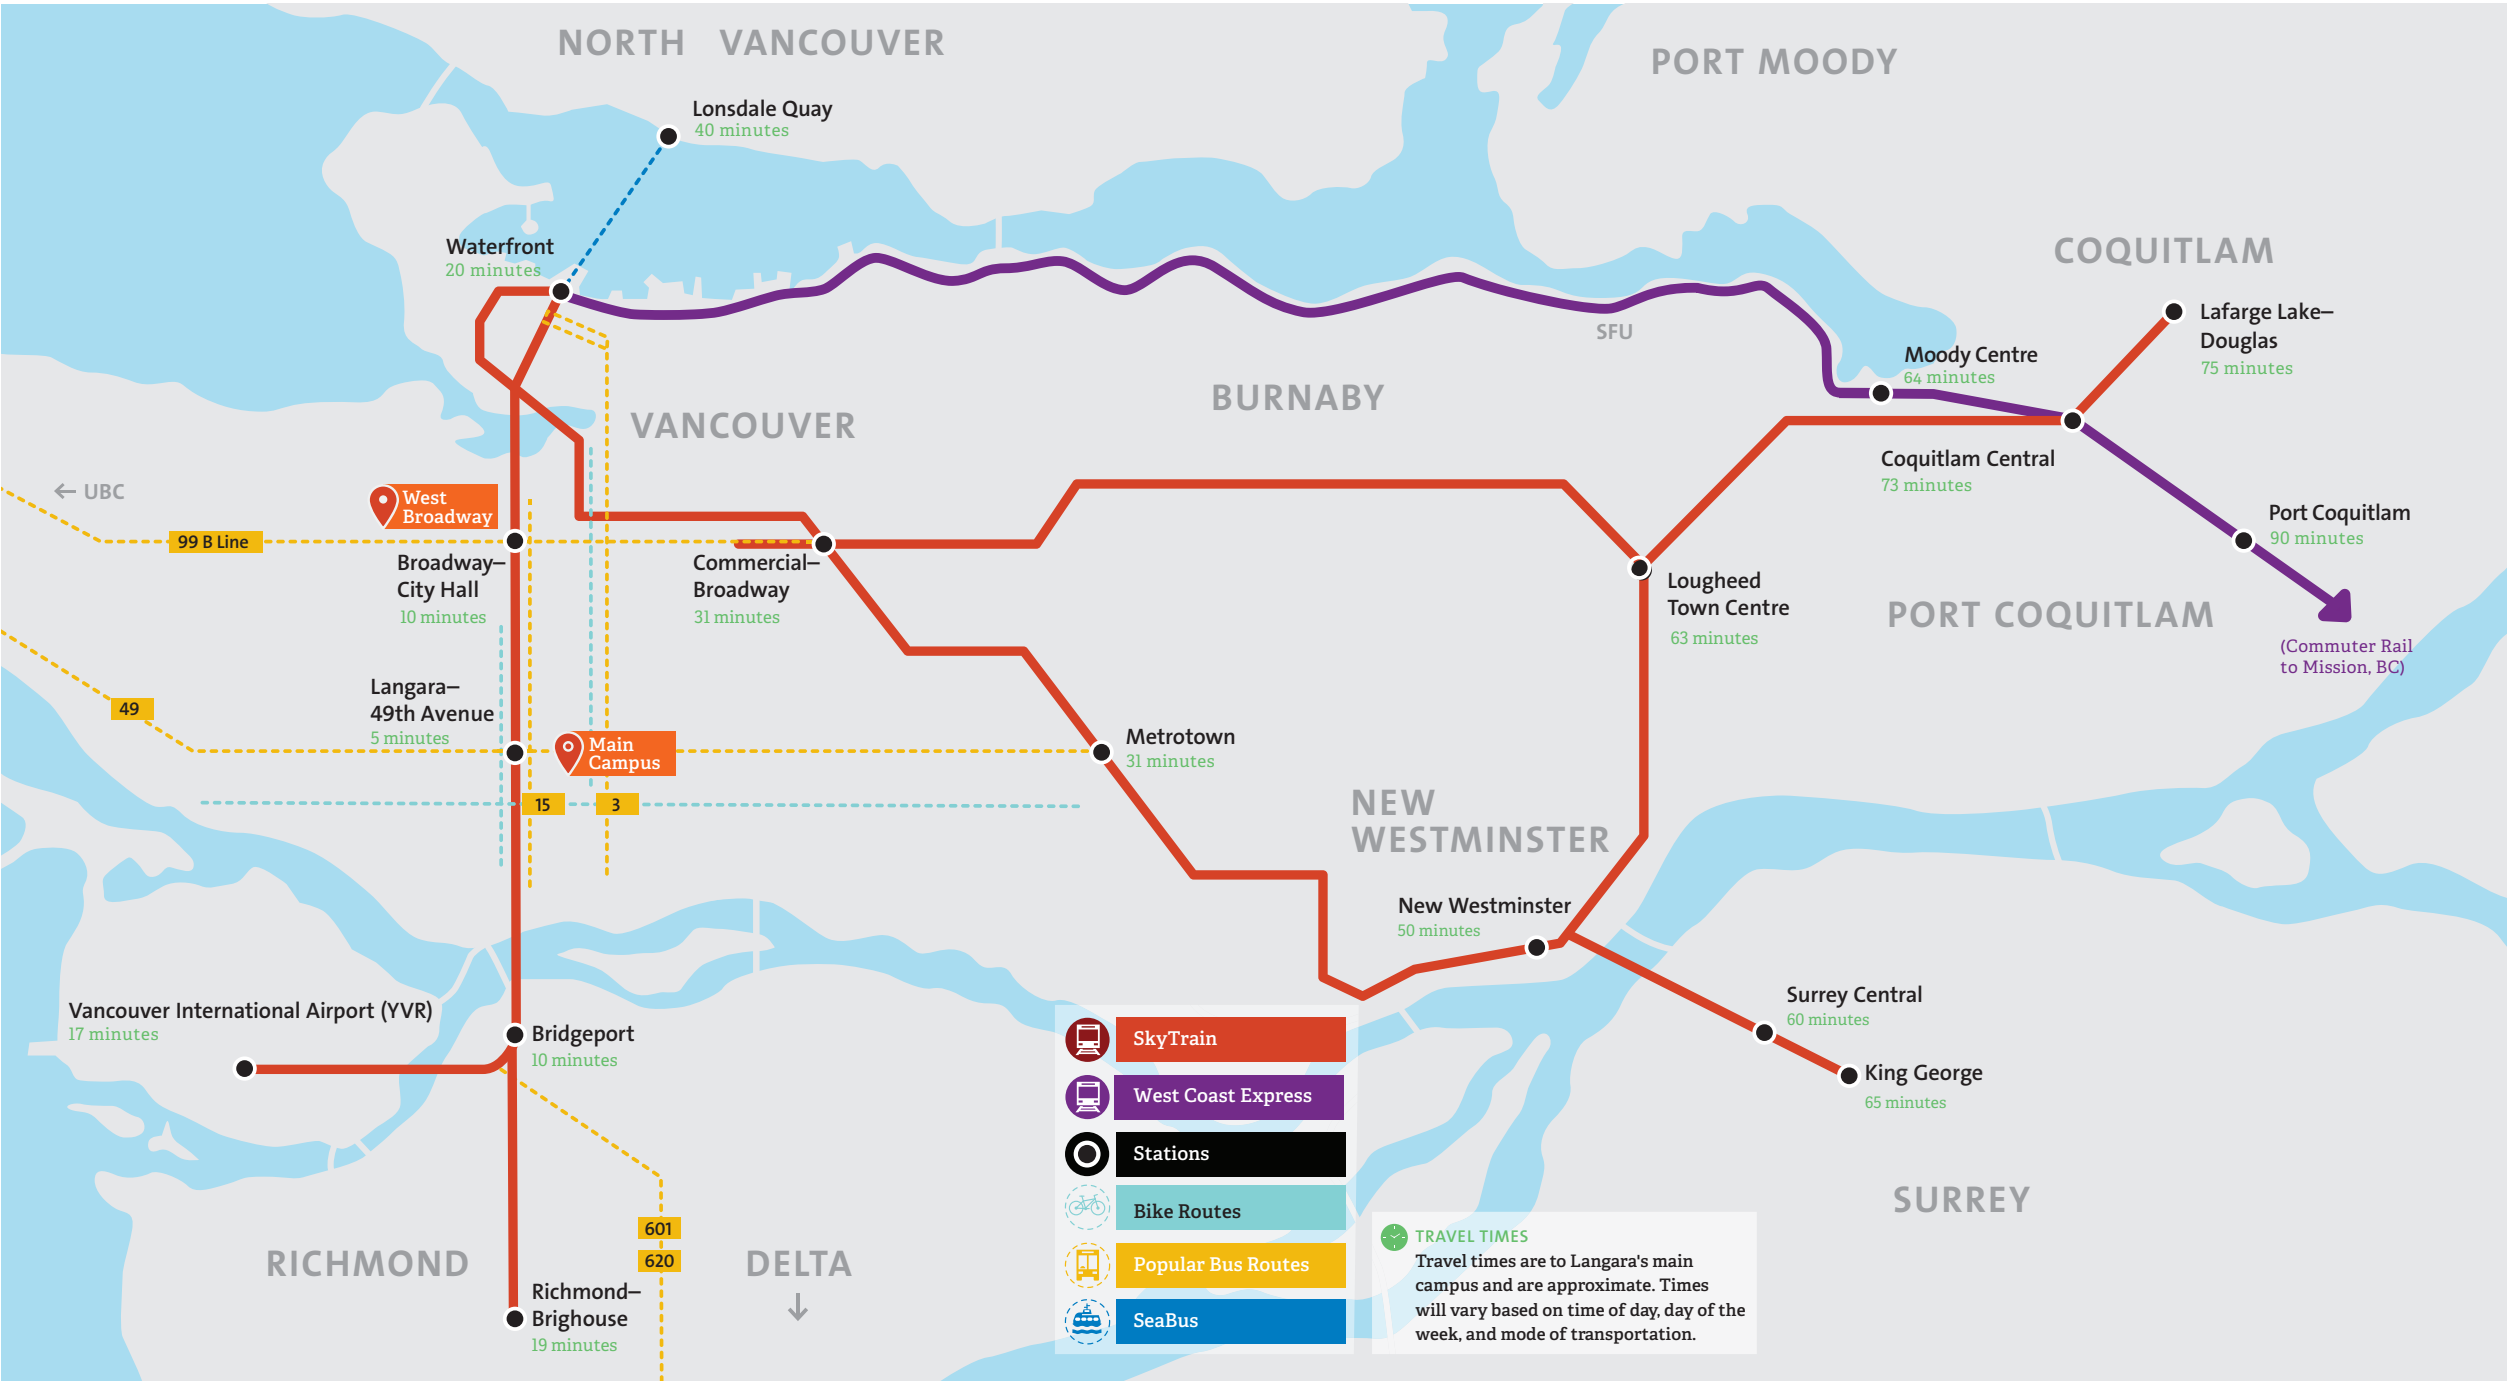 NORTH VANCOUVER
PORT MOODY
Lonsdale Quay
40 minutes
Waterfront
20 minutes
COQUITLAM
Lafarge Lake–
Douglas
75 minutes
SFU
Moody Centre
64 minutes
BURNABY
VANCOUVER
Coquitlam Central
73 minutes
← UBC
West
Broadway
99 B Line
Port Coquitlam
90 minutes
Broadway–
City Hall
10 minutes
Commercial–
Broadway
31 minutes
Lougheed
Town Centre
63 minutes
PORT COQUITLAM
(Commuter Rail
to Mission, BC)
49
Langara–
49th Avenue
5 minutes
Main
Campus
Metrotown
31 minutes
15
3
NEW
WESTMINSTER
New Westminster
50 minutes
Vancouver International Airport (YVR)
17 minutes
Bridgeport
10 minutes
Surrey Central
60 minutes
King George
65 minutes
SURREY
601
620
RICHMOND
DELTA
↓
Richmond–
Brighouse
19 minutes
SkyTrain
West Coast Express
Stations
Bike Routes
Popular Bus Routes
SeaBus
TRAVEL TIMES
Travel times are to Langara's main
campus and are approximate. Times
will vary based on time of day, day of the
week, and mode of transportation.